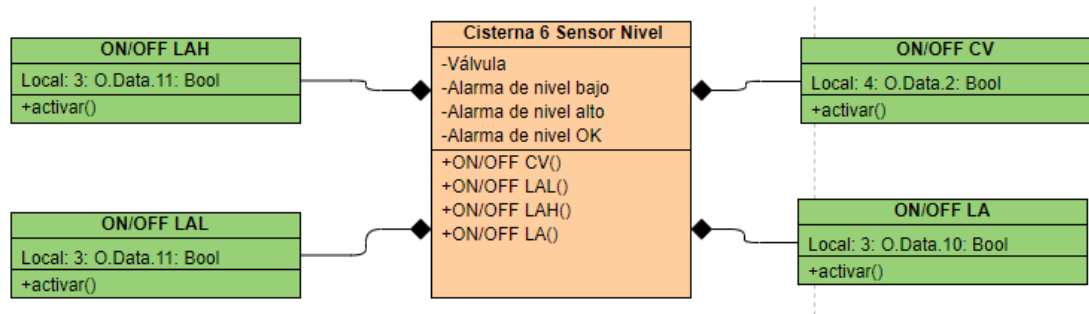 ON/OFF LAH
Local: 3: O.Data.11: Bool
+activar()
ON/OFF LAL
Local: 3: O.Data.11: Bool
+activar()
Cisterna 6 Sensor Nivel
-Válvula
-Alarma de nivel bajo
-Alarma de nivel alto
-Alarma de nivel OK
+ON/OFF CV()
+ON/OFF LAL()
+ON/OFF LAH()
+ON/OFF LA()
ON/OFF CV
Local: 4: O.Data.2: Bool
+activar()
ON/OFF LA
Local: 3: O.Data.10: Bool
+activar()